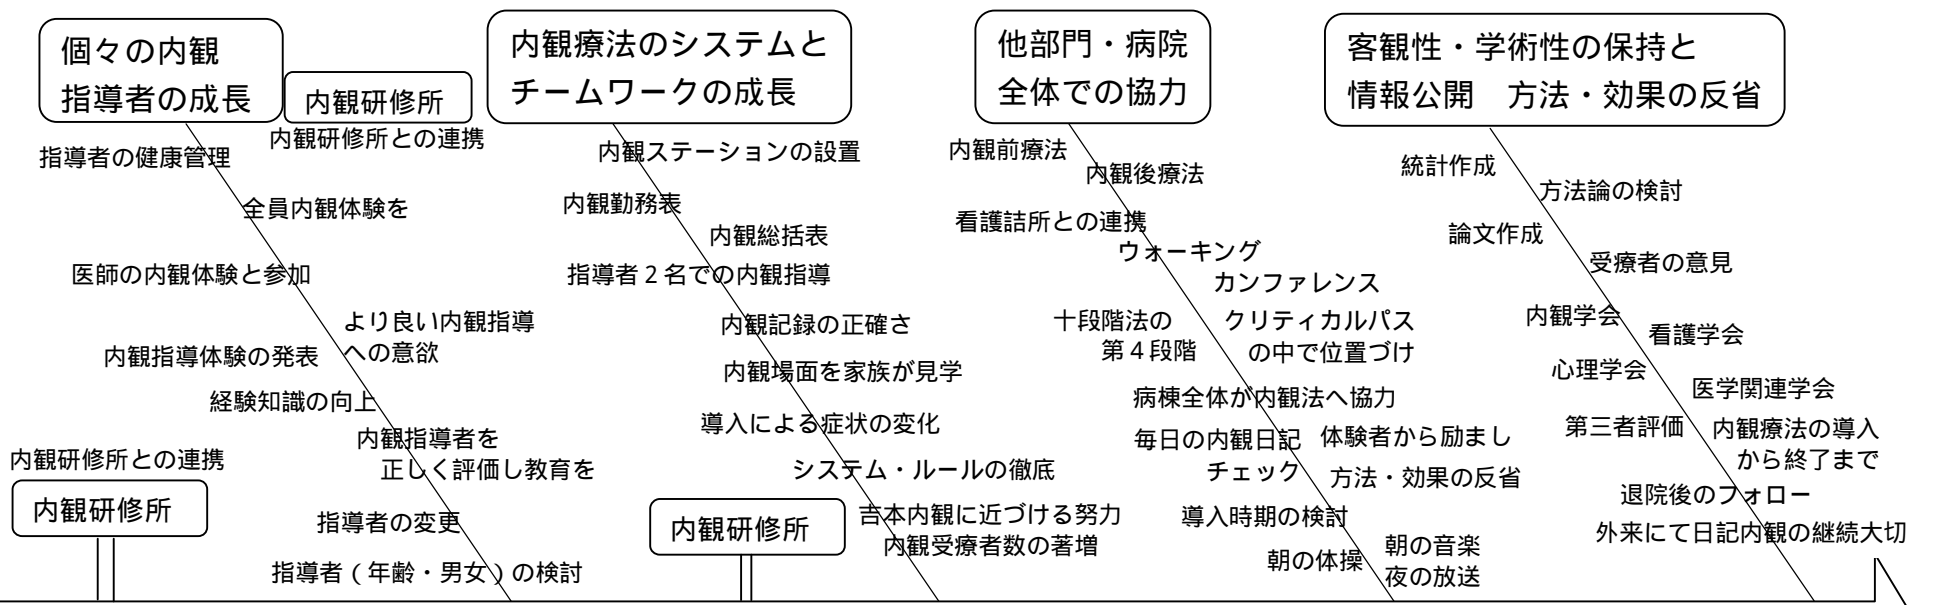 個々の内観
指導者の成長
内観研修所
内観研修所との連携
指導者の健康管理
全員内観体験を
医師の内観体験と参加
より良い内観指導
への意欲
内観指導体験の発表
経験知識の向上
内観指導者を
正しく評価し教育を
内観研修所との連携
内観研修所
指導者の変更
指導者(年齢・男女)の検討
内観療法のシステムと
チームワークの成長
内観ステーションの設置
内観勤務表
内観総括表
指導者2名での内観指導
内観記録の正確さ
内観場面を家族が見学
導入による症状の変化
システム・ルールの徹底
内観研修所
吉本内観に近づける努力
内観受療者数の著増
他部門・病院
全体での協力
内観前療法
内観後療法
看護詰所との連携
ウォーキング
カンファレンス
十段階法の
第4段階
クリティカルパス
の中で位置づけ
病棟全体が内観法へ協力
毎日の内観日記
チェック
体験者から励まし
方法・効果の反省
導入時期の検討
朝の体操
朝の音楽
夜の放送
客観性・学術性の保持と
情報公開 方法・効果の反省
統計作成
方法論の検討
論文作成
受療者の意見
内観学会
看護学会
心理学会
医学関連学会
第三者評価
内観療法の導入
から終了まで
退院後のフォロー
外来にて日記内観の継続大切